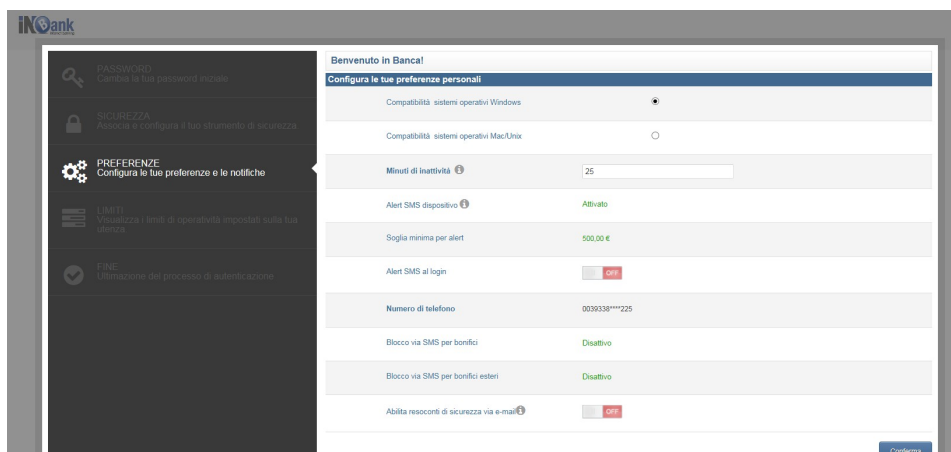 iNBank
PASSWORD
Cambia la tua password iniziale
SICUREZZA
Associa e configura il tuo strumento di sicurezza
PREFERENZE
Configura le tue preferenze e le notifiche
LIMITI
Visualizza i limiti di operatività impostati sulla tua
utenza
FINE
Ultimazione del processo di autenticazione
Benvenuto in Banca!
Configura le tue preferenze personali
Compatibilità sistemi operativi Windows
Compatibilità sistemi operativi Mac/Unix
Minuti di inattività 25
Alert SMS dispositivo Attivato
Soglia minima per alert 500,00 €
Alert SMS al login OFF
Numero di telefono 0039338****225
Blocco via SMS per bonifici Disattivo
Blocco via SMS per bonifici esteri Disattivo
Abilita resoconti di sicurezza via e-mail OFF
Conferma